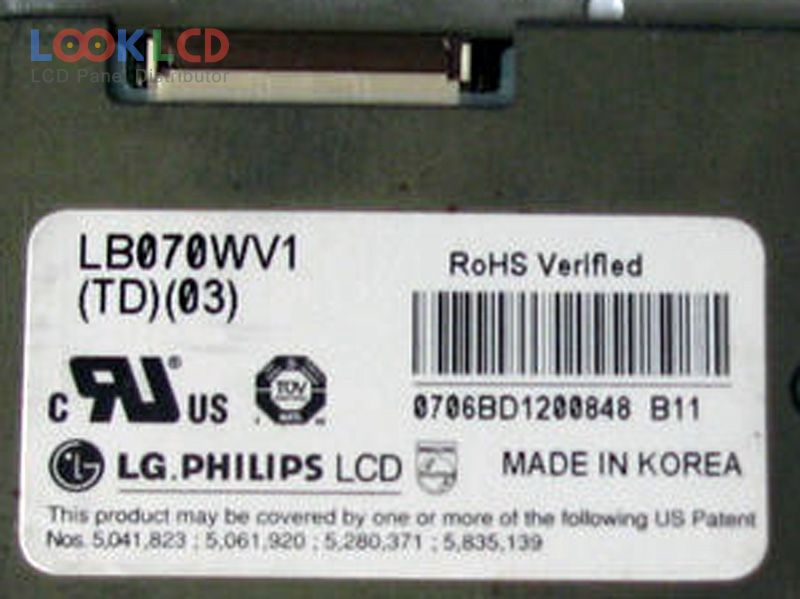 LOOKLCD
LCD Panel Distributor
LB070WV1
(TD)(03)
RoHS Verified
C RU® US
TÜV
0706BD1200848 B11
LG.PHILIPS LCD
MADE IN KOREA
This product may be covered by one or more of the following US Patent
Nos. 5,041,823 ; 5,061,920 ; 5,280,371 ; 5,835,139